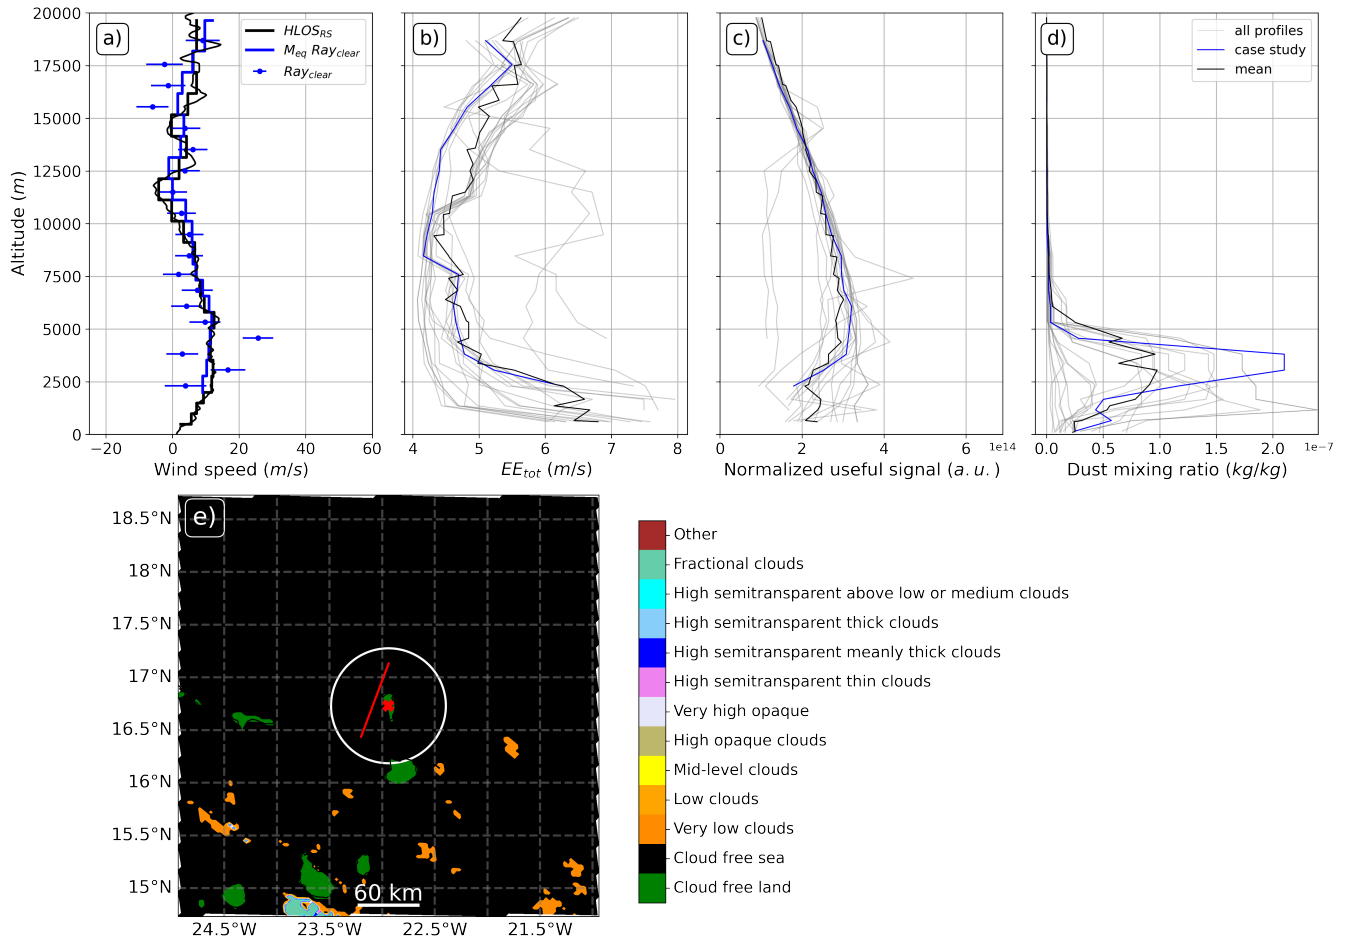 20000
17500
15000
12500
10000
7500
5000
2500
0
Altitude (m)
a)
HLOS_RS
M_eq Ray_clear
Ray_clear
−20 0 20 40 60
Wind speed (m/s)
b)
4 5 6 7 8
EE_tot (m/s)
c)
0 2 4 6
1e14
Normalized useful signal (a.u.)
d)
all profiles
case study
mean
0.0 0.5 1.0 1.5 2.0
1e−7
Dust mixing ratio (kg/kg)
e)
18.5°N
18°N
17.5°N
17°N
16.5°N
16°N
15.5°N
15°N
60 km
24.5°W 23.5°W 22.5°W 21.5°W
Other
Fractional clouds
High semitransparent above low or medium clouds
High semitransparent thick clouds
High semitransparent meanly thick clouds
High semitransparent thin clouds
Very high opaque
High opaque clouds
Mid-level clouds
Low clouds
Very low clouds
Cloud free sea
Cloud free land